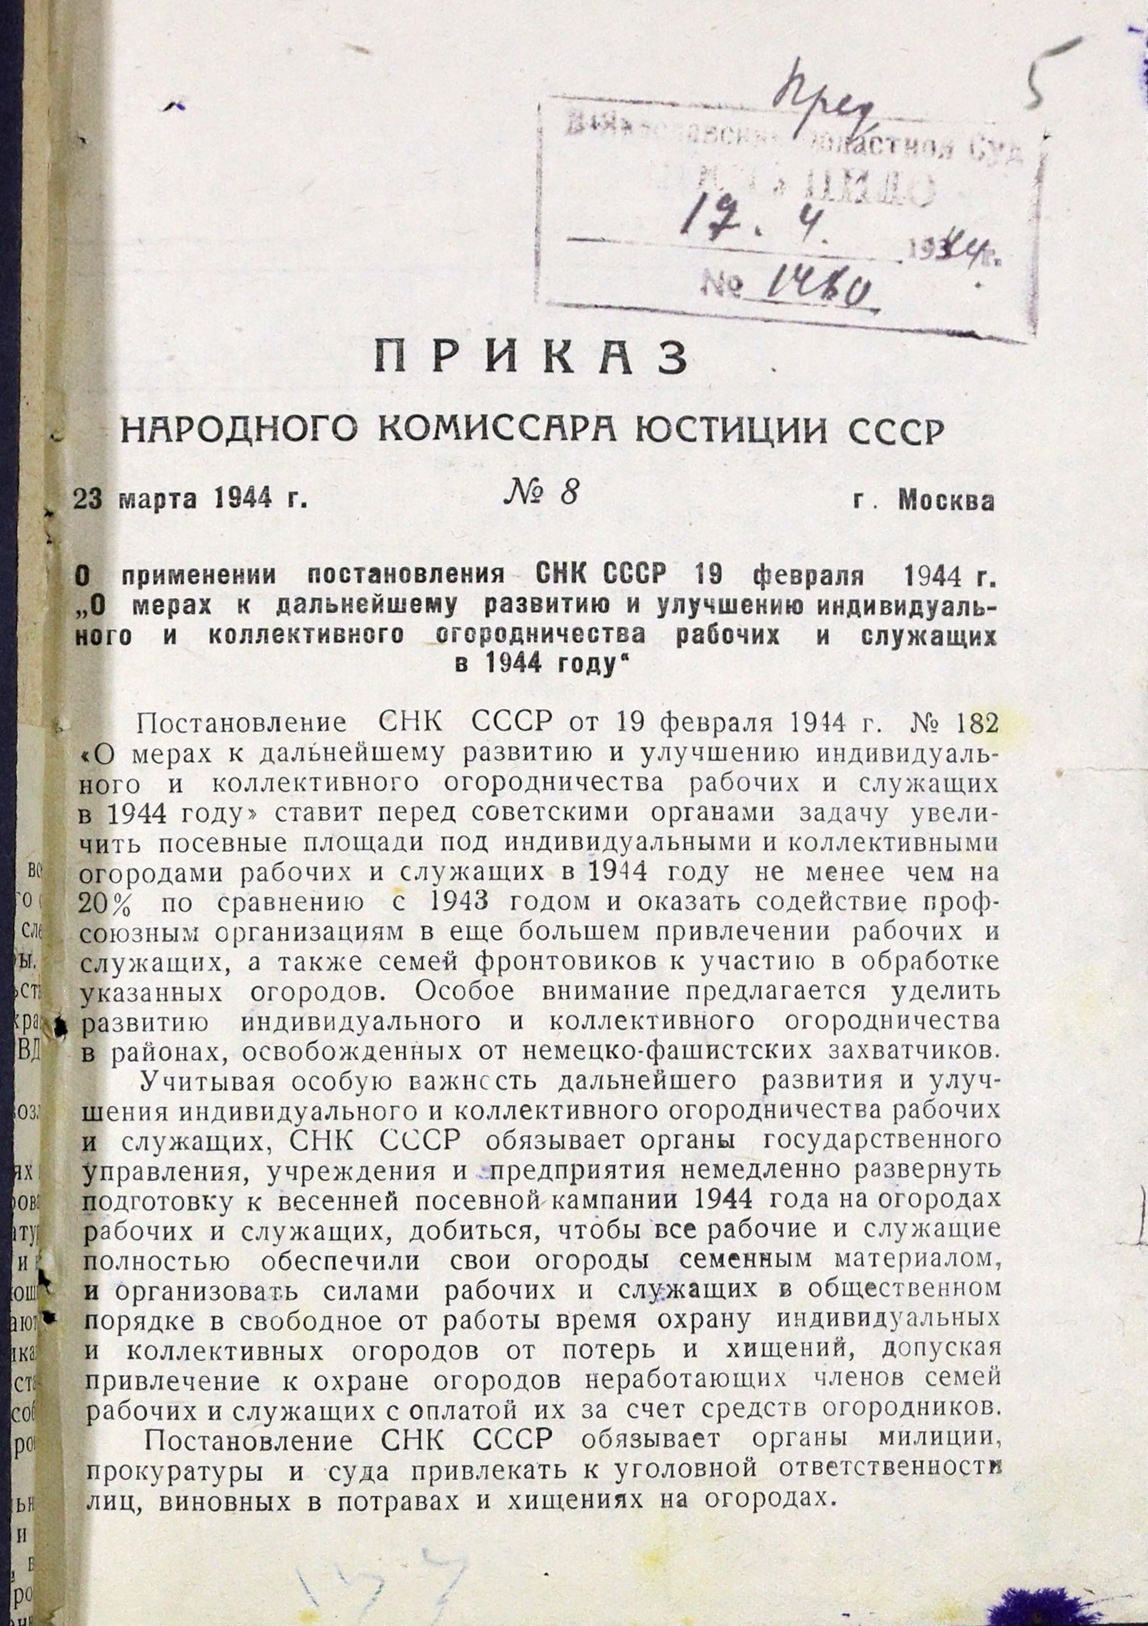 5
Пред
областной Суд
17. 4. 1944 г.
№ 1460
ПРИКАЗ
НАРОДНОГО КОМИССАРА ЮСТИЦИИ СССР
23 марта 1944 г. № 8 г. Москва
О применении постановления СНК СССР 19 февраля 1944 г.
„О мерах к дальнейшему развитию и улучшению индивидуаль-
ного и коллективного огородничества рабочих и служащих
в 1944 году“
Постановление СНК СССР от 19 февраля 1944 г. № 182
«О мерах к дальнейшему развитию и улучшению индивидуаль-
ного и коллективного огородничества рабочих и служащих
в 1944 году» ставит перед советскими органами задачу увели-
чить посевные площади под индивидуальными и коллективными
огородами рабочих и служащих в 1944 году не менее чем на
20% по сравнению с 1943 годом и оказать содействие проф-
союзным организациям в еще большем привлечении рабочих и
служащих, а также семей фронтовиков к участию в обработке
указанных огородов. Особое внимание предлагается уделить
развитию индивидуального и коллективного огородничества
в районах, освобожденных от немецко-фашистских захватчиков.
Учитывая особую важность дальнейшего развития и улуч-
шения индивидуального и коллективного огородничества рабочих
и служащих, СНК СССР обязывает органы государственного
управления, учреждения и предприятия немедленно развернуть
подготовку к весенней посевной кампании 1944 года на огородах
рабочих и служащих, добиться, чтобы все рабочие и служащие
полностью обеспечили свои огороды семенным материалом,
и организовать силами рабочих и служащих в общественном
порядке в свободное от работы время охрану индивидуальных
и коллективных огородов от потерь и хищений, допуская
привлечение к охране огородов неработающих членов семей
рабочих и служащих с оплатой их за счет средств огородников.
Постановление СНК СССР обязывает органы милиции,
прокуратуры и суда привлекать к уголовной ответственности
лиц, виновных в потравах и хищениях на огородах.